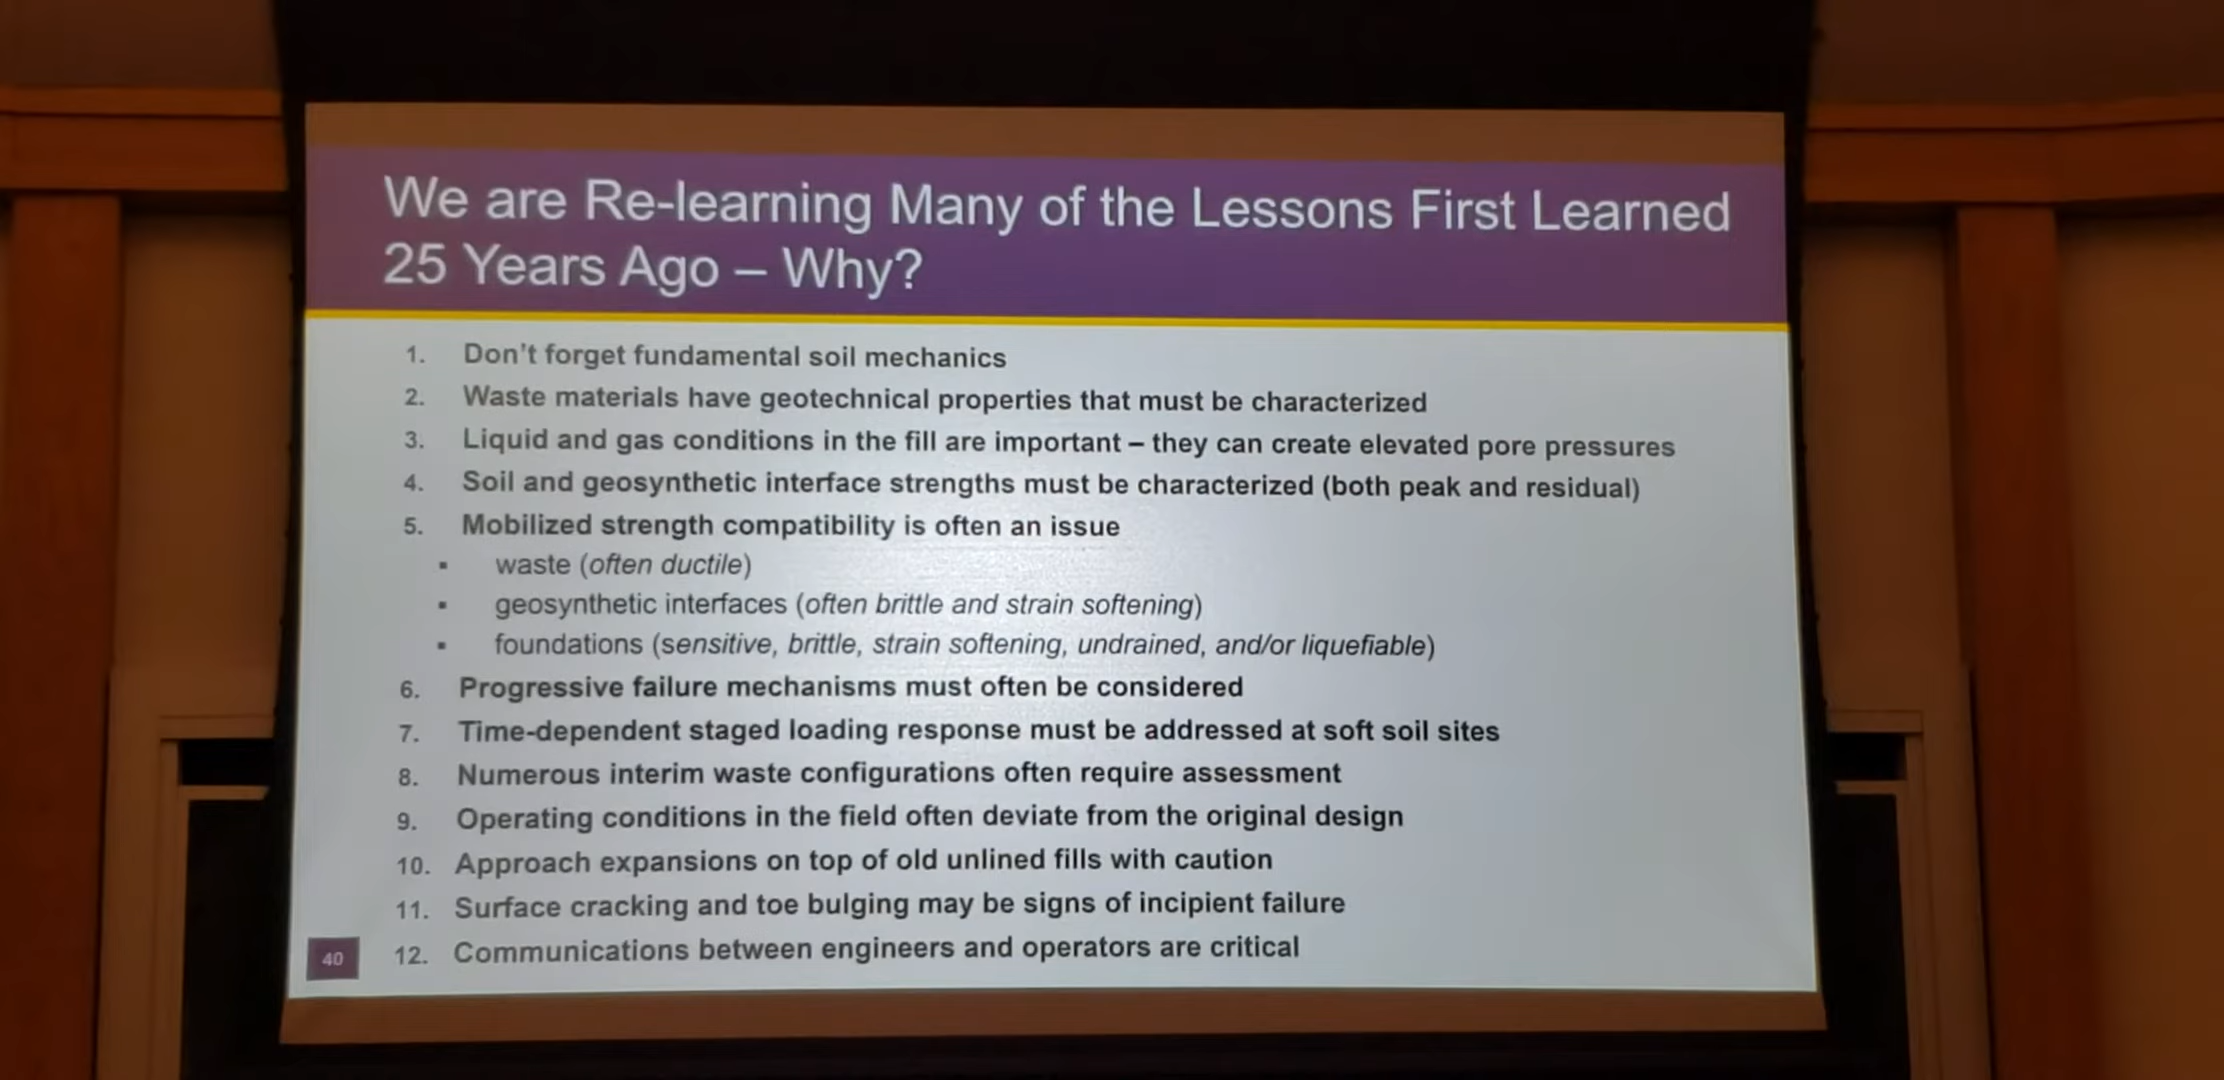 We are Re-learning Many of the Lessons First Learned
25 Years Ago – Why?
1. Don't forget fundamental soil mechanics
2. Waste materials have geotechnical properties that must be characterized
3. Liquid and gas conditions in the fill are important – they can create elevated pore pressures
4. Soil and geosynthetic interface strengths must be characterized (both peak and residual)
5. Mobilized strength compatibility is often an issue
▪ waste (often ductile)
▪ geosynthetic interfaces (often brittle and strain softening)
▪ foundations (sensitive, brittle, strain softening, undrained, and/or liquefiable)
6. Progressive failure mechanisms must often be considered
7. Time-dependent staged loading response must be addressed at soft soil sites
8. Numerous interim waste configurations often require assessment
9. Operating conditions in the field often deviate from the original design
10. Approach expansions on top of old unlined fills with caution
11. Surface cracking and toe bulging may be signs of incipient failure
12. Communications between engineers and operators are critical
40